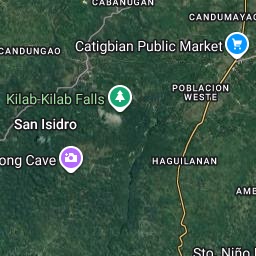 CABANUGAN
CANDUMAYAO
CANDUNGAO
Catigbian Public Market
Kilab-Kilab Falls
POBLACION
WESTE
San Isidro
ong Cave
HAGUILANAN
AMB
Sto. Niño